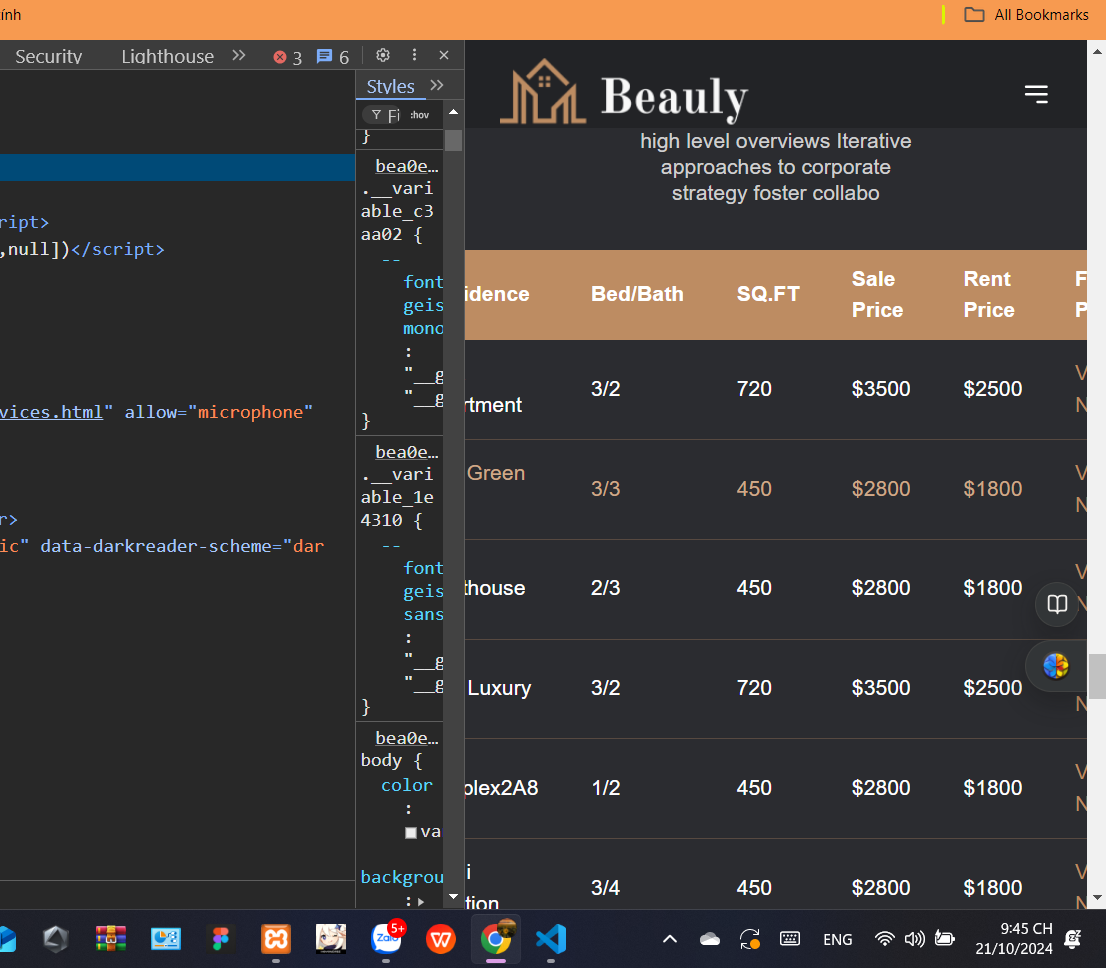 ính
All Bookmarks
Security
Lighthouse
3
6
Styles
Fi
:hov
}
bea0e…
.__vari
able_c3
aa02 {
--
font
geis
mono
:
"__g
"__g
}
bea0e…
.__vari
able_1e
4310 {
--
font
geis
sans
:
"__g
"__g
}
bea0e…
body {
color
:
va
backgrou
:
ript>
,null])</script>
vices.html" allow="microphone"
r>
ic" data-darkreader-scheme="dar
Beauly
high level overviews Iterative
approaches to corporate
strategy foster collabo
idence Bed/Bath SQ.FT Sale Price Rent Price F P
rtment 3/2 720 $3500 $2500 V N
Green 3/3 450 $2800 $1800 V N
thouse 2/3 450 $2800 $1800 V N
Luxury 3/2 720 $3500 $2500 N
plex2A8 1/2 450 $2800 $1800 V N
i tion 3/4 450 $2800 $1800 V N
Zalo
5+
W
ENG
9:45 CH
21/10/2024